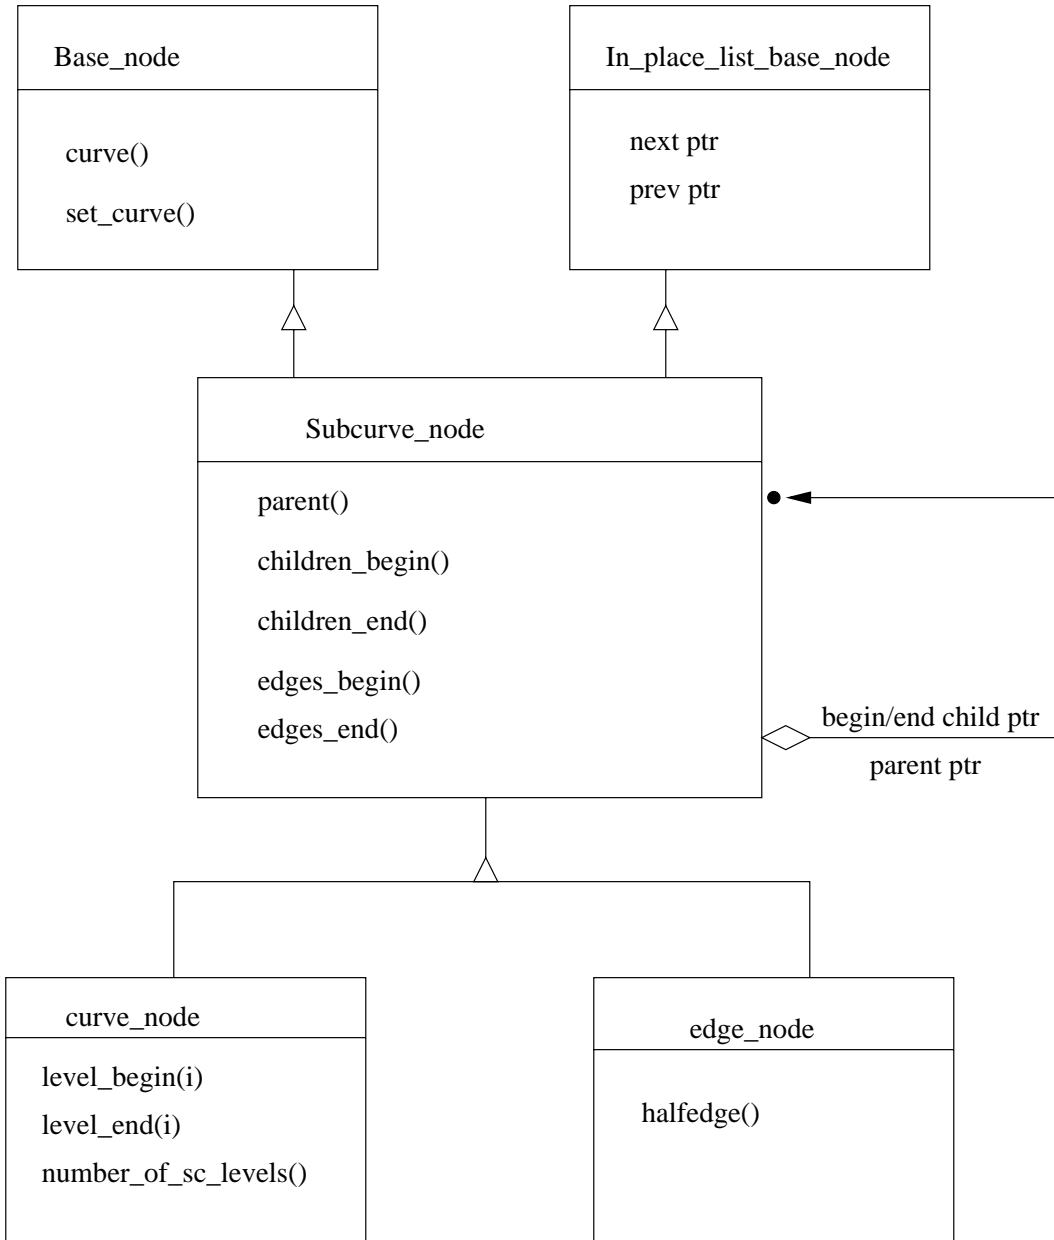 Base_node
curve()
set_curve()
In_place_list_base_node
next ptr
prev ptr
Subcurve_node
parent()
children_begin()
children_end()
edges_begin()
edges_end()
begin/end child ptr
parent ptr
curve_node
level_begin(i)
level_end(i)
number_of_sc_levels()
edge_node
halfedge()